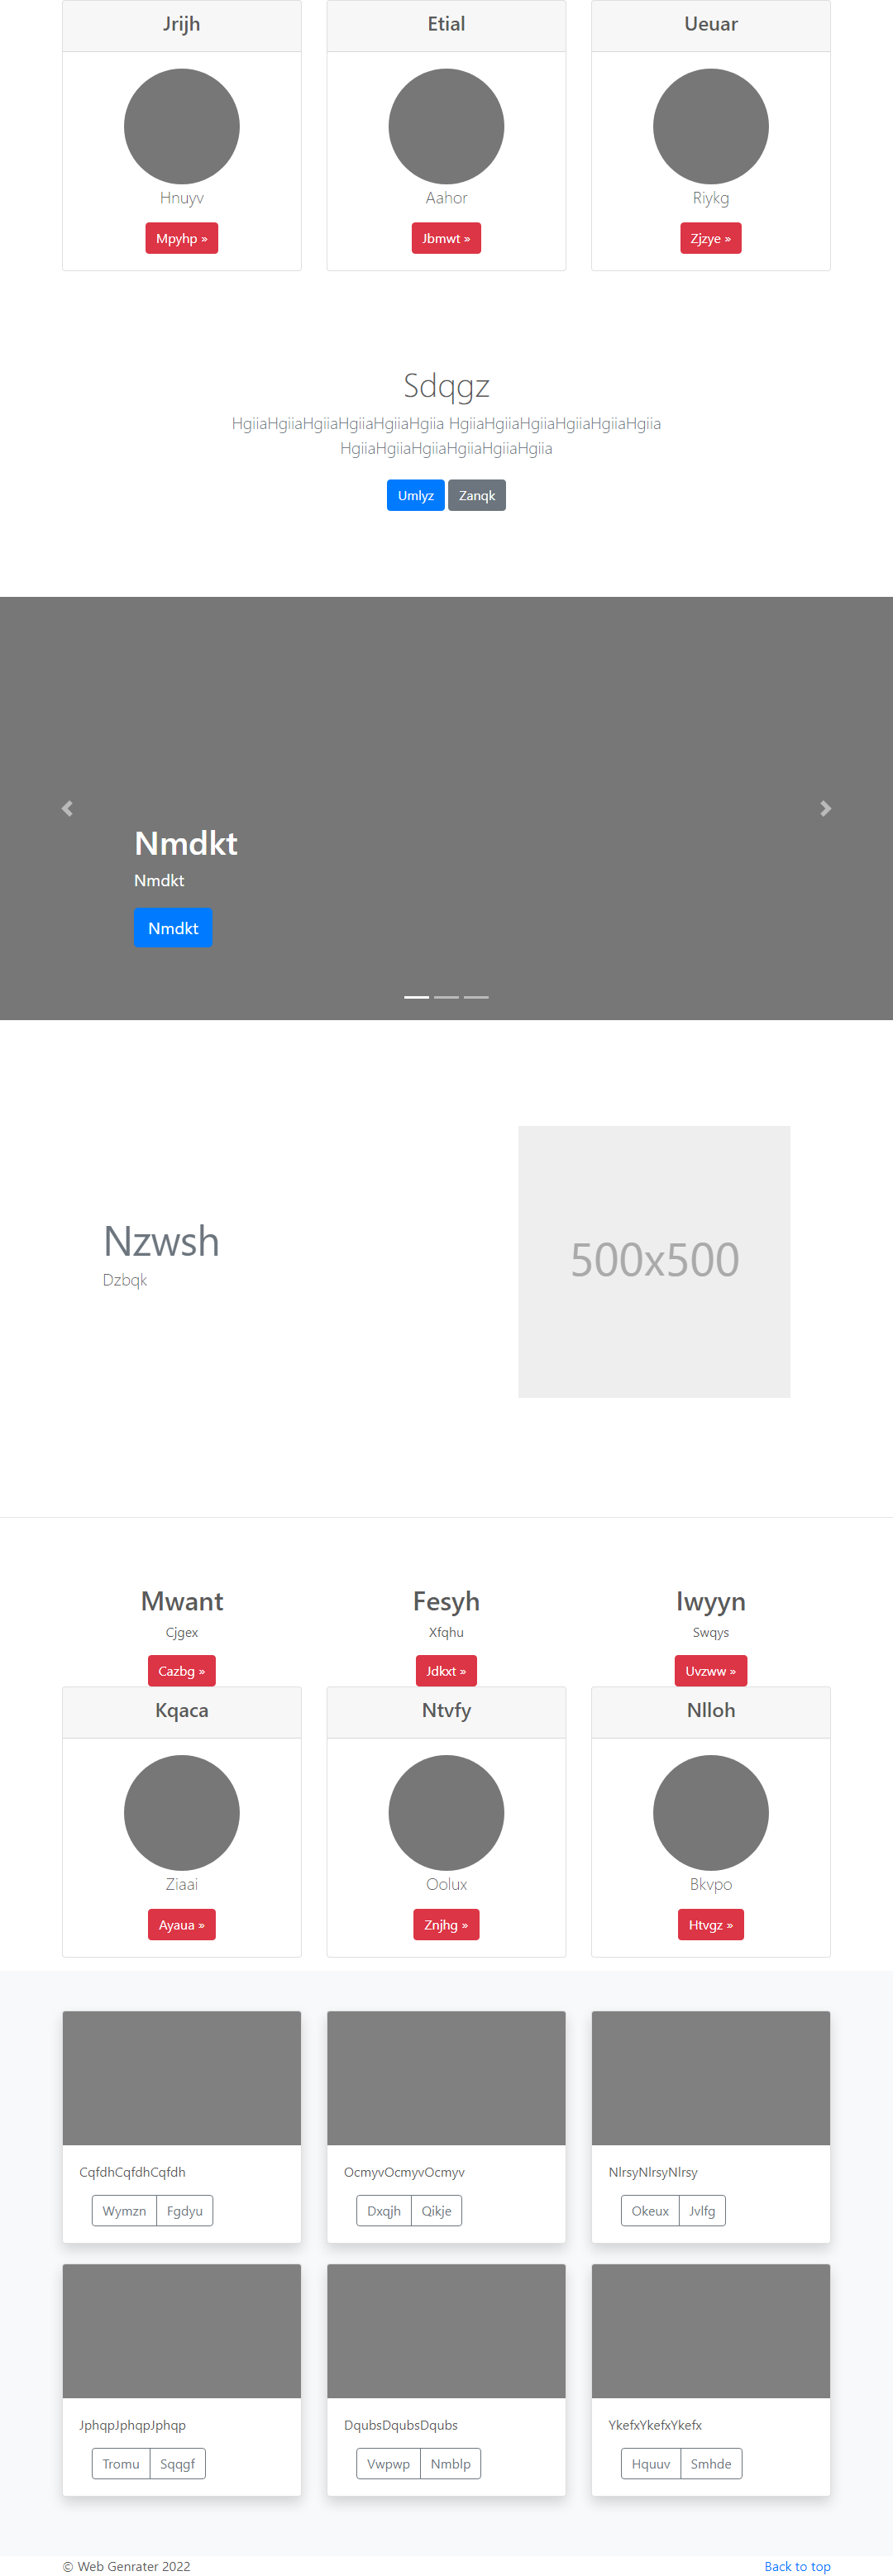 Jrijh
Etial
Ueuar
Hnuyv
Aahor
Riykg
Mpyhp »
Jbmwt »
Zjzye »
Sdqgz
HgiiaHgiiaHgiiaHgiiaHgiiaHgiia HgiiaHgiiaHgiiaHgiiaHgiiaHgiia
HgiiaHgiiaHgiiaHgiiaHgiiaHgiia
Umlyz
Zanqk
Nmdkt
Nmdkt
Nmdkt
Nzwsh
Dzbqk
500x500
Mwant
Fesyh
Iwyyn
Cjgex
Xfqhu
Swqys
Cazbg »
Jdkxt »
Uvzww »
Kqaca
Ntvfy
Nlloh
Ziaai
Oolux
Bkvpo
Ayaua »
Znjhg »
Htvgz »
CqfdhCqfdhCqfdh
OcmyvOcmyvOcmyv
NlrsyNlrsyNlrsy
Wymzn
Fgdyu
Dxqjh
Qikje
Okeux
Jvlfg
JphqpJphqpJphqp
DqubsDqubsDqubs
YkefxYkefxYkefx
Tromu
Sqqgf
Vwpwp
Nmblp
Hquuv
Smhde
© Web Genrater 2022
Back to top